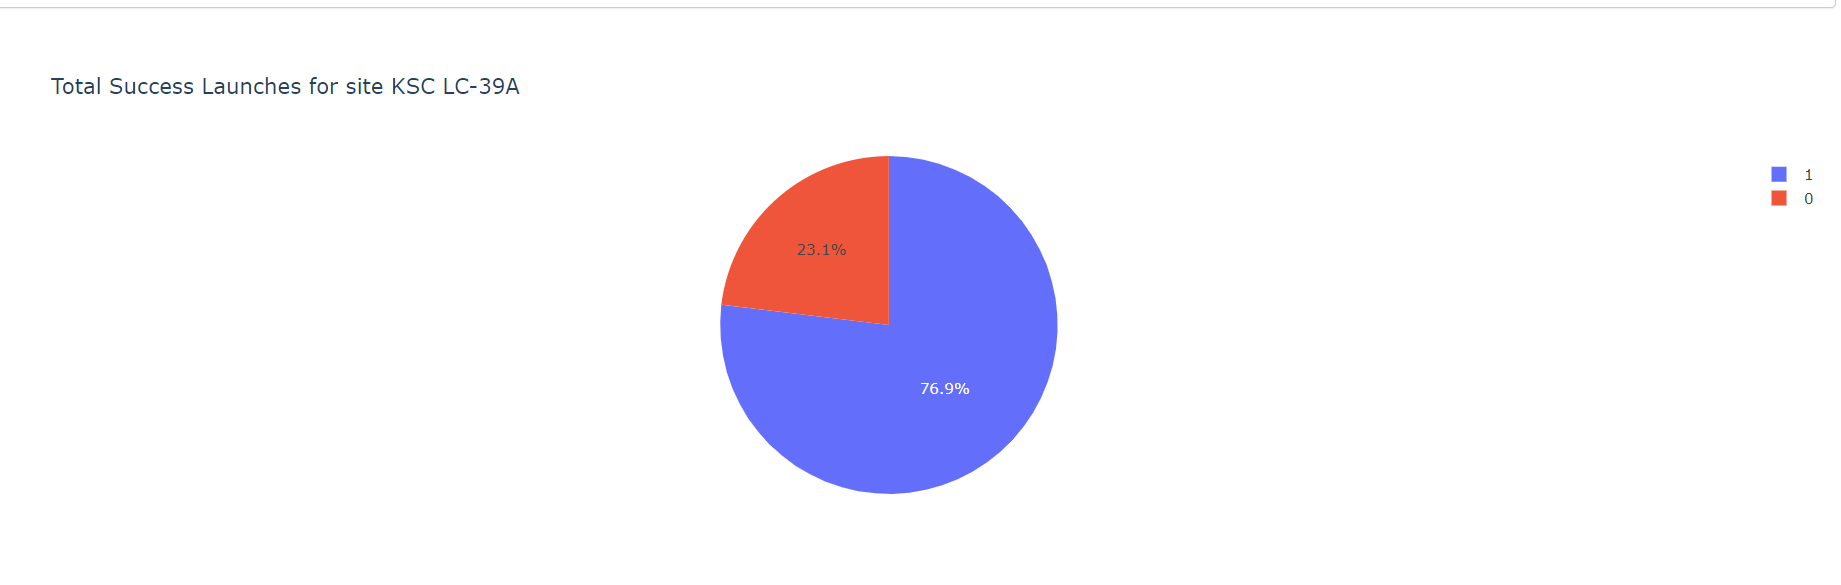 Total Success Launches for site KSC LC-39A
1
0
23.1%
76.9%